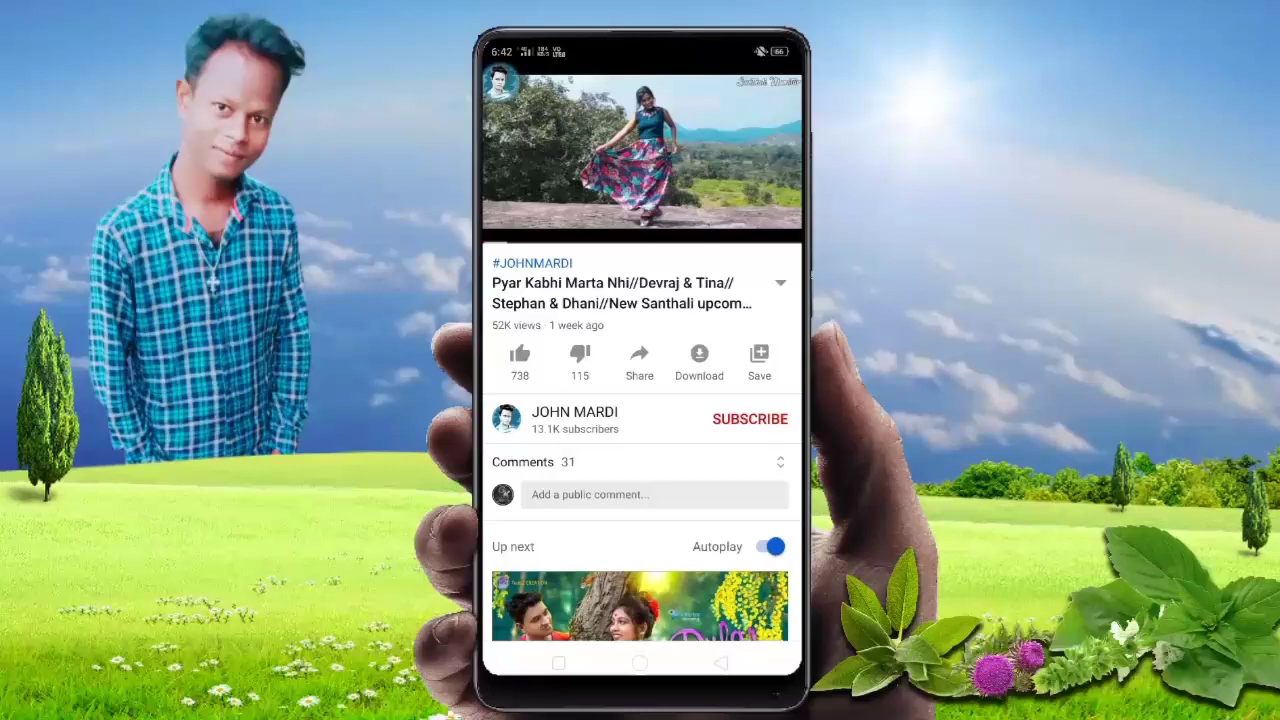 6:42
66
#JOHNMARDI
Pyar Kabhi Marta Nhi//Devraj & Tina//
Stephan & Dhani//New Santhali upcom...
52K views · 1 week ago
738 115 Share Download Save
JOHN MARDI
13.1K subscribers
SUBSCRIBE
Comments 31
Add a public comment...
Up next
Autoplay